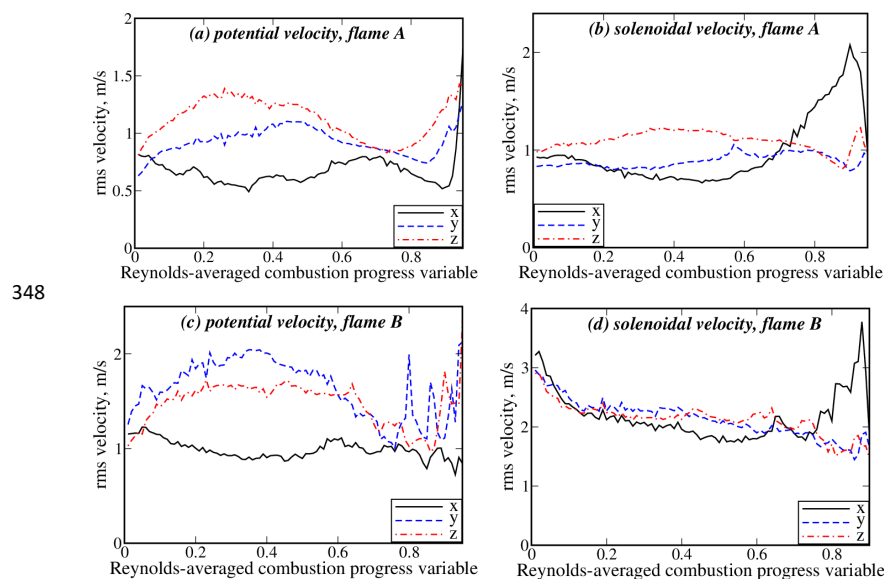 (a) potential velocity, flame A
2
1.5
1
0.5
0
rms velocity, m/s
x
y
z
0
0.2
0.4
0.6
0.8
Reynolds-averaged combustion progress variable
(b) solenoidal velocity, flame A
2
1
0
rms velocity, m/s
x
y
z
0
0.2
0.4
0.6
0.8
Reynolds-averaged combustion progress variable
348
(c) potential velocity, flame B
2
1
0
rms velocity, m/s
x
y
z
0
0.2
0.4
0.6
0.8
Reynolds-averaged combustion progress variable
(d) solenoidal velocity, flame B
4
3
2
1
0
rms velocity, m/s
x
y
z
0
0.2
0.4
0.6
0.8
Reynolds-averaged combustion progress variable